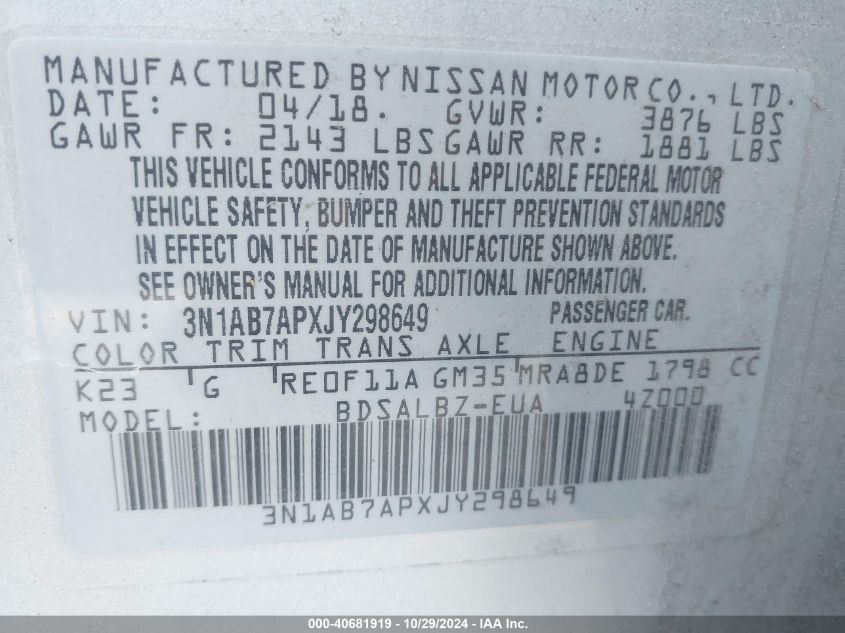 MANUFACTURED BY NISSAN MOTOR CO., LTD.
DATE: 04/18. GVWR: 3876 LBS
GAWR FR: 2143 LBS GAWR RR: 1881 LBS
THIS VEHICLE CONFORMS TO ALL APPLICABLE FEDERAL MOTOR
VEHICLE SAFETY, BUMPER AND THEFT PREVENTION STANDARDS
IN EFFECT ON THE DATE OF MANUFACTURE SHOWN ABOVE.
SEE OWNER'S MANUAL FOR ADDITIONAL INFORMATION.
VIN: 3N1AB7APXJY298649 PASSENGER CAR.
COLOR TRIM TRANS AXLE ENGINE
K23 G RE0F11A GM35 MRA8DE 1798 CC
MODEL: BDSALBZ-EUA 4Z000
3N1AB7APXJY298649
000-40681919 - 10/29/2024 - IAA Inc.